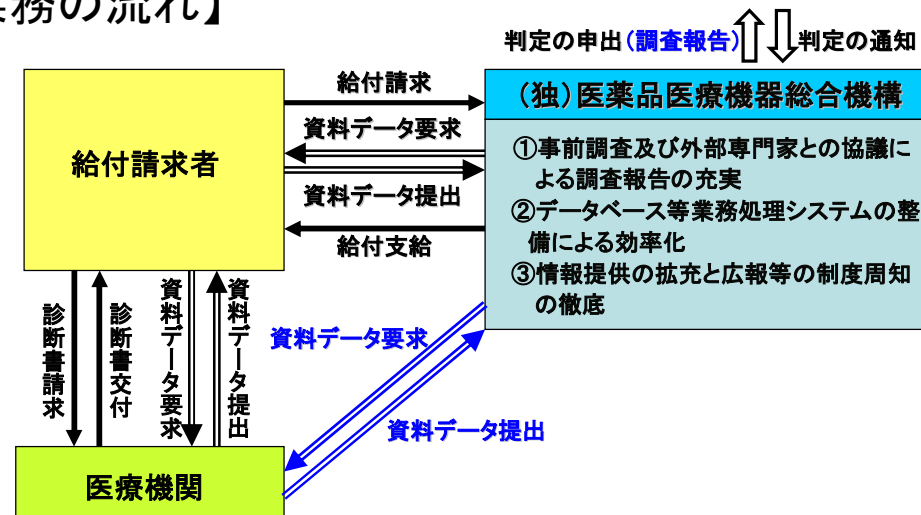 務の流れ】
判定の申出(調査報告)
判定の通知
給付請求
(独)医薬品医療機器総合機構
資料データ要求
給付請求者
①事前調査及び外部専門家との協議に
よる調査報告の充実
資料データ提出
②データベース等業務処理システムの整
備による効率化
給付支給
③情報提供の拡充と広報等の制度周知
の徹底
診断書請求
診断書交付
資料データ要求
資料データ提出
資料データ要求
資料データ提出
医療機関